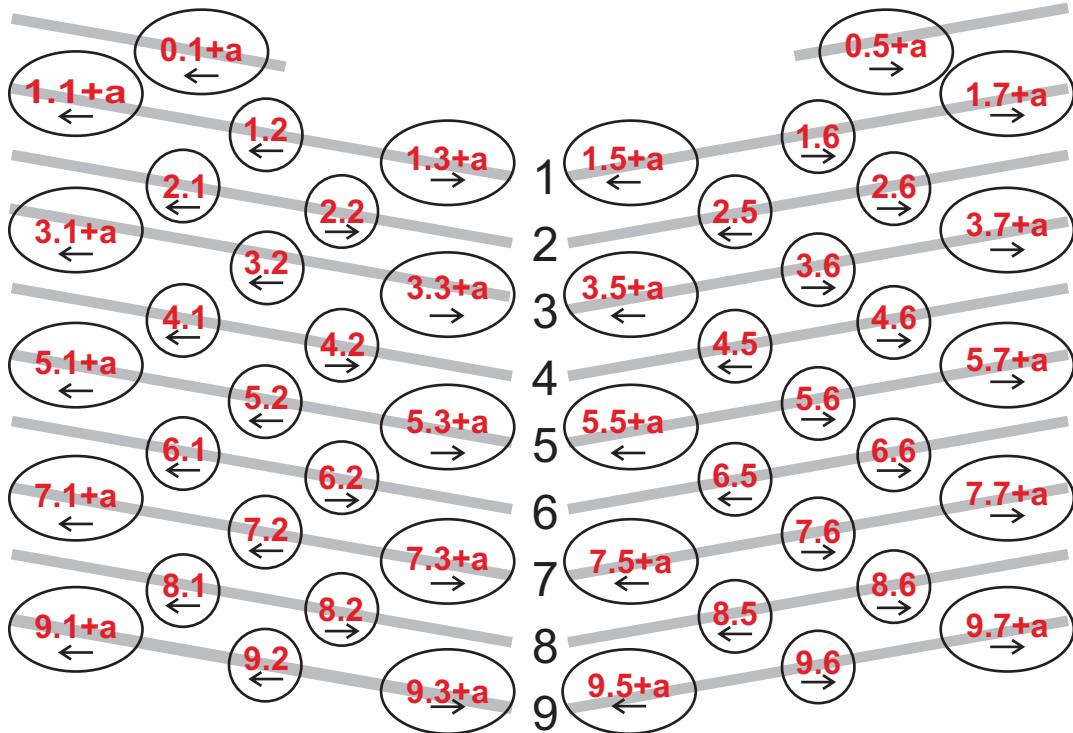 0.1+a 0.5+a
1.1+a 1.2 1.3+a 1 1.5+a 1.6 1.7+a
2.1 2.2 2 2.5 2.6
3.1+a 3.2 3.3+a 3 3.5+a 3.6 3.7+a
4.1 4.2 4 4.5 4.6
5.1+a 5.2 5.3+a 5 5.5+a 5.6 5.7+a
6.1 6.2 6 6.5 6.6
7.1+a 7.2 7.3+a 7 7.5+a 7.6 7.7+a
8.1 8.2 8 8.5 8.6
9.1+a 9.2 9.3+a 9 9.5+a 9.6 9.7+a